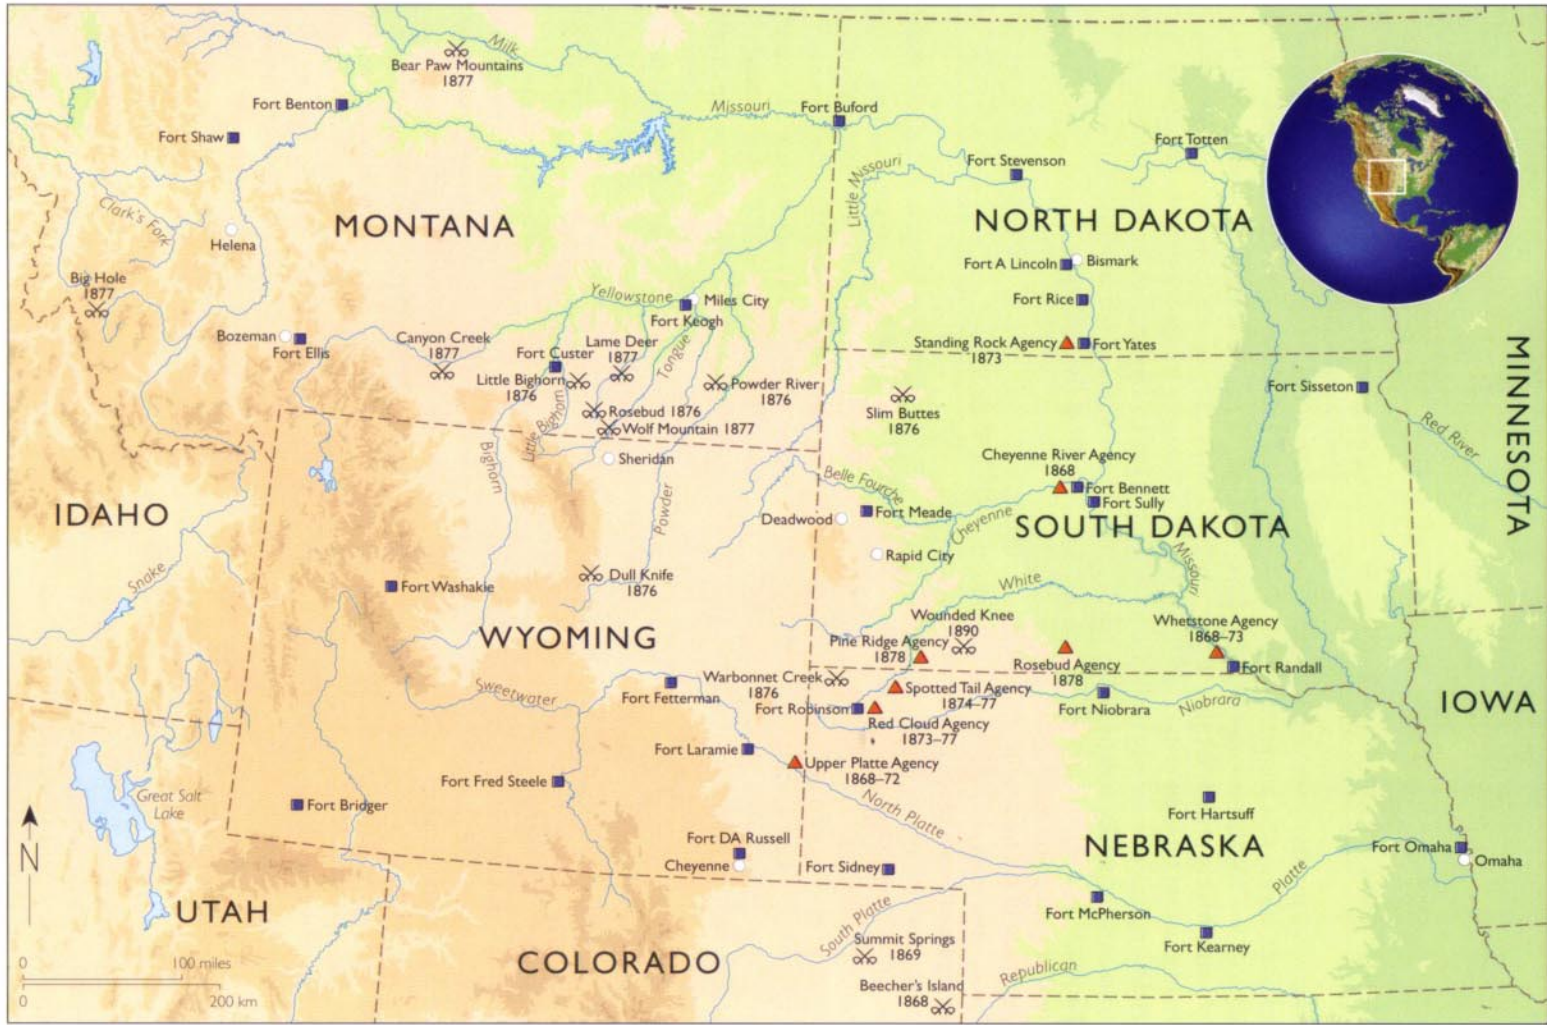 Milk
Bear Paw Mountains
1877
Fort Benton
Missouri
Fort Buford
Fort Shaw
Fort Totten
Fort Stevenson
Little Missouri
Clark's Fork
MONTANA
NORTH DAKOTA
Helena
Fort A Lincoln
Bismark
Big Hole
1877
Yellowstone
Miles City
Fort Rice
Fort Keogh
Bozeman
Fort Ellis
Canyon Creek
1877
Lame Deer
1877
Tongue
Standing Rock Agency
1873
Fort Yates
MINNESOTA
Fort Custer
Little Bighorn
1876
Powder River
1876
Fort Sisseton
Slim Buttes
1876
Rosebud 1876
Wolf Mountain 1877
Little Bighorn
Red River
Bighorn
Sheridan
Cheyenne River Agency
1868
Belle Fourche
Fort Bennett
Fort Sully
IDAHO
Powder
Deadwood
Fort Meade
Cheyenne
SOUTH DAKOTA
Rapid City
Missouri
Snake
Fort Washakie
Dull Knife
1876
White
WYOMING
Wounded Knee
1890
Whetstone Agency
1868–73
Pine Ridge Agency
1878
Rosebud Agency
1878
Fort Randall
Warbonnet Creek
1876
Sweetwater
Fort Fetterman
Spotted Tail Agency
1874–77
Fort Robinson
Fort Niobrara
Niobrara
IOWA
Red Cloud Agency
1873–77
Fort Laramie
Upper Platte Agency
1868–72
Fort Fred Steele
Great Salt
Lake
Fort Bridger
North Platte
Fort Hartsuff
Fort DA Russell
NEBRASKA
N
Cheyenne
Fort Sidney
Fort Omaha
Omaha
Platte
UTAH
South Platte
Fort McPherson
Fort Kearney
Summit Springs
1869
COLORADO
Republican
0
100 miles
0
200 km
Beecher's Island
1868